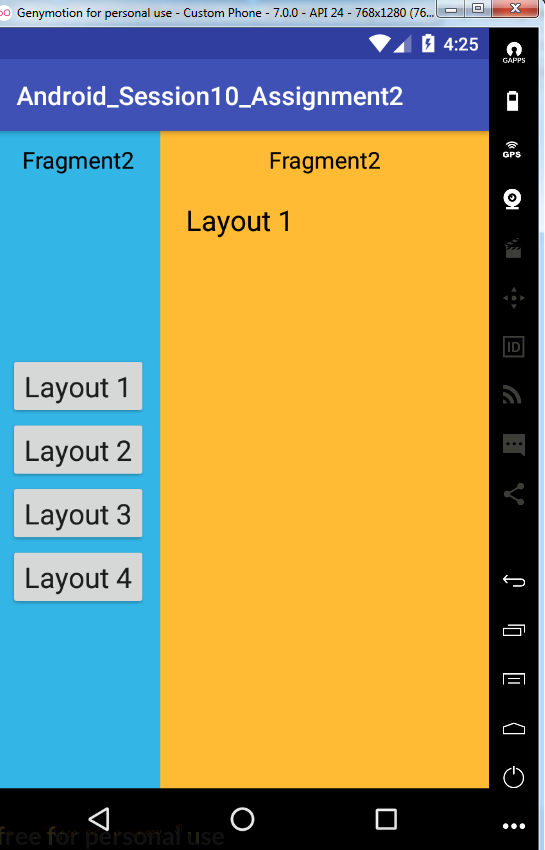 Genymotion for personal use - Custom Phone - 7.0.0 - API 24 - 768x1280 (76...
4:25
GAPPS
Android_Session10_Assignment2
GPS
Fragment2
Fragment2
Layout 1
ID
Layout 1
Layout 2
Layout 3
Layout 4
free for personal use